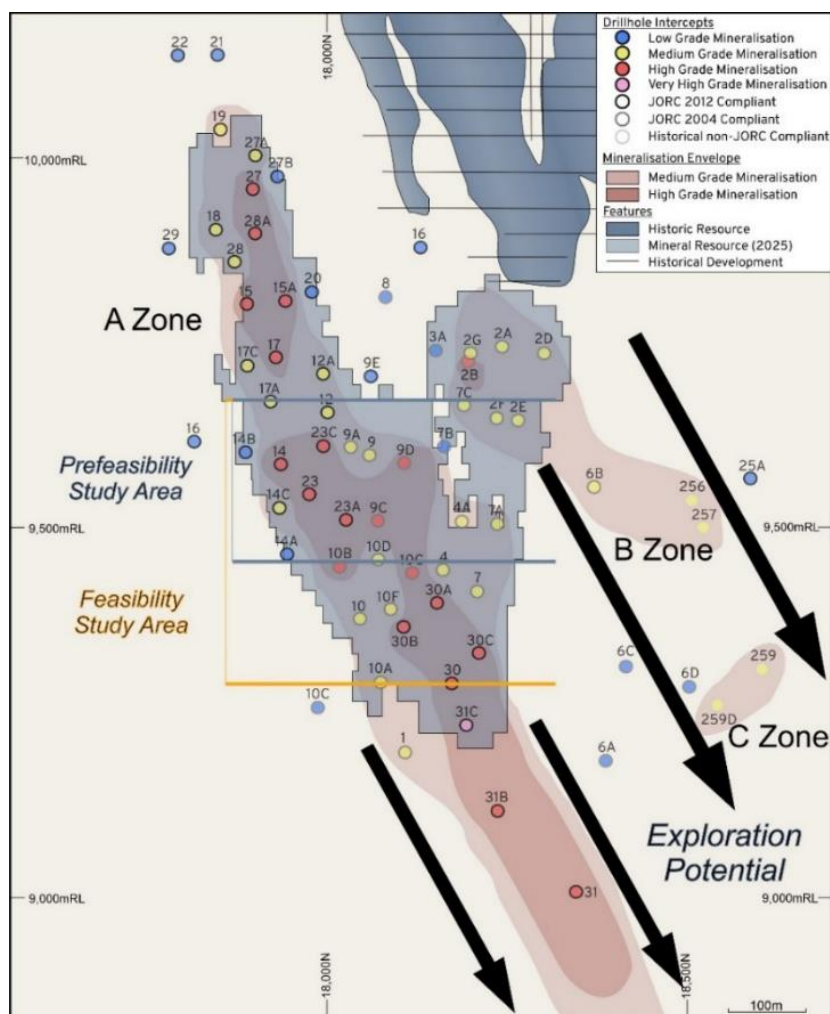 22
21
18,000N
Drillhole Intercepts
Low Grade Mineralisation
Medium Grade Mineralisation
High Grade Mineralisation
Very High Grade Mineralisation
JORC 2012 Compliant
JORC 2004 Compliant
Historical non-JORC Compliant
Mineralisation Envelope
Medium Grade Mineralisation
High Grade Mineralisation
Features
Historic Resource
Mineral Resource (2025)
Historical Development
19
10,000mRL
27A
27B
27
18
28A
16
29
28
20
8
15
15A
A Zone
3A
2G
2A
2D
17
17C
12A
9E
2B
17A
12
7C
2F
2E
16
14B
23C
9A
9
9D
7B
Prefeasibility
Study Area
14
25A
6B
256
23
14C
23A
9C
4A
7A
257
9,500mRL
9,500mRL
B Zone
14A
10B
10D
10C
4
7
Feasibility
Study Area
10
10F
30A
30B
30C
6C
259
10A
30
6D
10C
259D
31C
C Zone
1
6A
31B
Exploration
Potential
31
9,000mRL
9,000mRL
18,000N
18,500N
100m